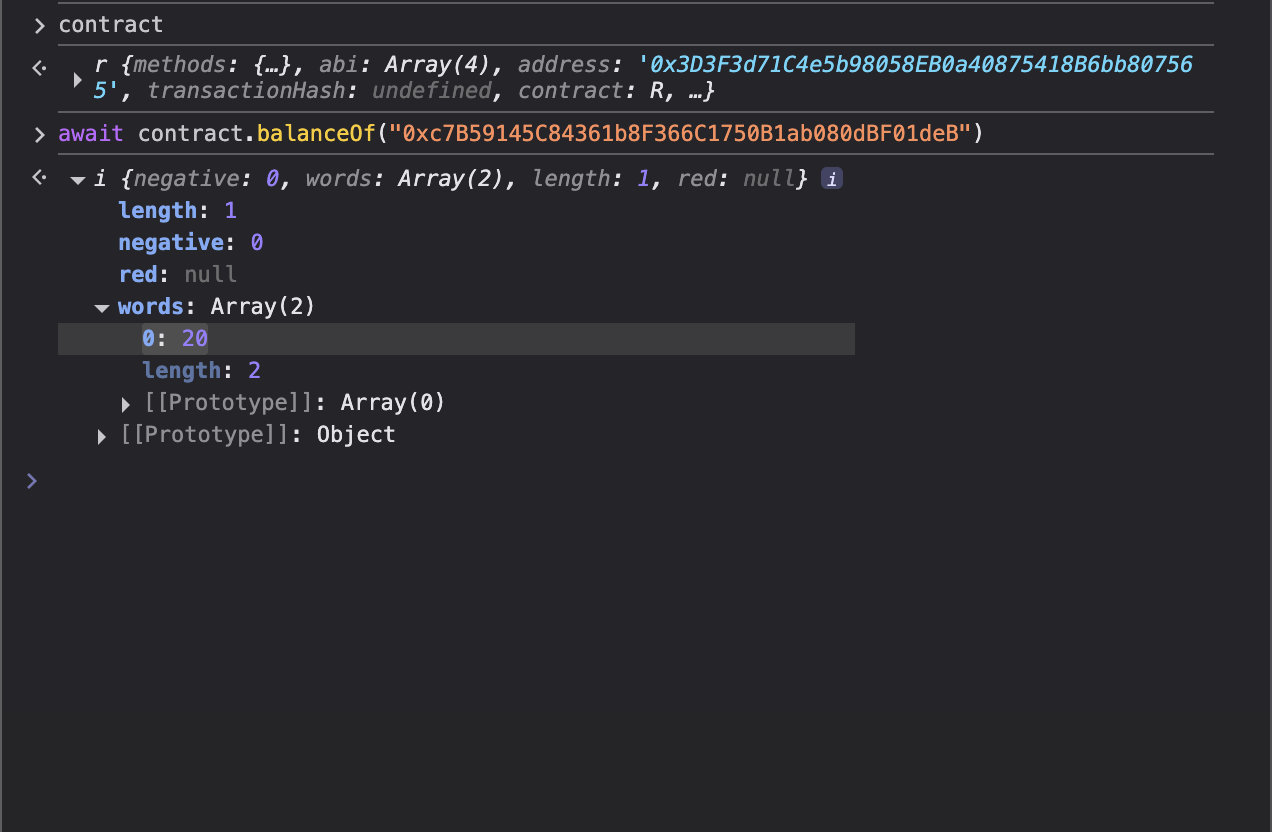 contract
r {methods: {…}, abi: Array(4), address: '0x3D3F3d71C4e5b98058EB0a40875418B6bb80756
5', transactionHash: undefined, contract: R, …}
await contract.balanceOf("0xc7B59145C84361b8F366C1750B1ab080dBF01deB")
i {negative: 0, words: Array(2), length: 1, red: null} i
length: 1
negative: 0
red: null
words: Array(2)
0: 20
length: 2
[[Prototype]]: Array(0)
[[Prototype]]: Object